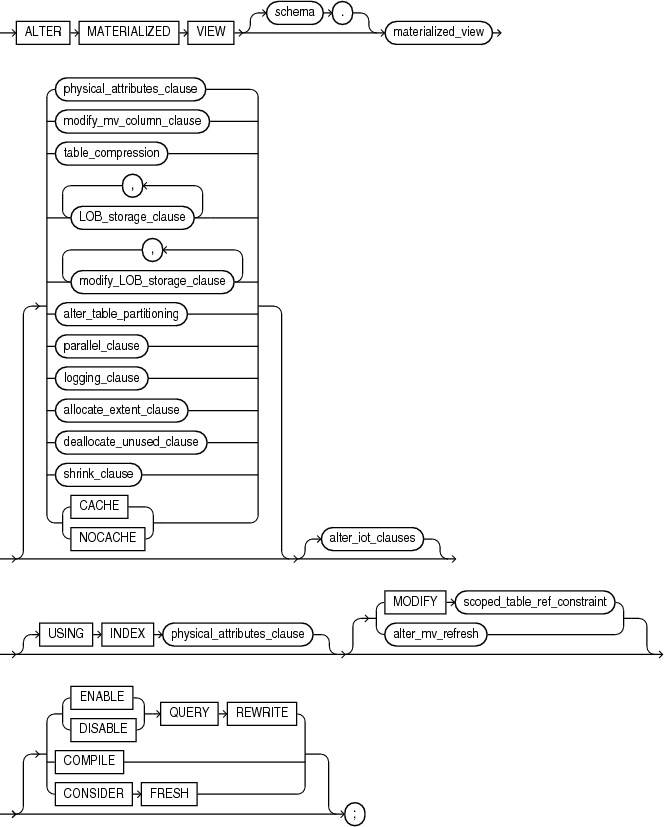 schema .
ALTER MATERIALIZED VIEW materialized_view
physical_attributes_clause
modify_mv_column_clause
table_compression
,
LOB_storage_clause
,
modify_LOB_storage_clause
alter_table_partitioning
parallel_clause
logging_clause
allocate_extent_clause
deallocate_unused_clause
shrink_clause
CACHE
NOCACHE
alter_iot_clauses
MODIFY scoped_table_ref_constraint
USING INDEX physical_attributes_clause alter_mv_refresh
ENABLE
QUERY REWRITE
DISABLE
COMPILE
CONSIDER FRESH
;